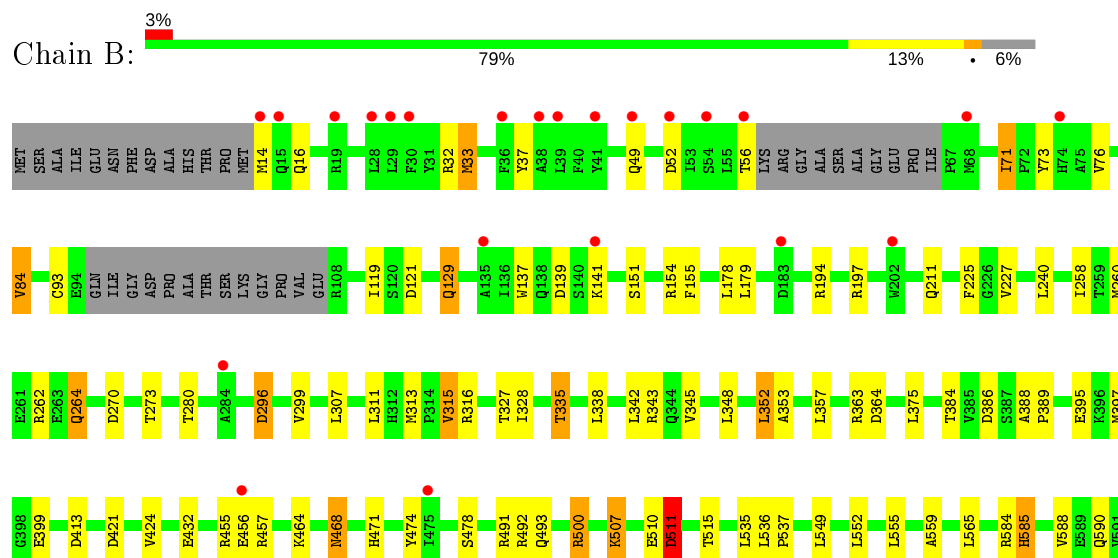 3%
Chain B:
79% 13% • 6%
MET SER ALA ILE GLU ASN PHE ASP ALA HIS THR PRO MET M14 Q15 Q16 R19 L28 L29 F30 Y31 R32 M33 F36 Y37 A38 L39 F40 Y41 Q49 D52 I53 S54 L55 T56 LYS ARG GLY ALA SER ALA GLY GLU PRO ILE P67 M68 I71 P72 Y73 H74 A75 V76
V84 C93 E94 GLN ILE GLY ASP PRO ALA THR SER LYS GLY PRO VAL GLU R108 I119 S120 D121 Q129 A135 I136 W137 Q138 D139 S140 K141 S151 R154 F155 L178 L179 D183 R194 R197 W202 Q211 F225 G226 V227 L240 I258 T259 M260
E261 R262 E263 Q264 D270 T273 T280 A284 D296 V299 L307 L311 H312 M313 P314 V315 R316 T327 I328 T335 L338 L342 R343 Q344 V345 L348 L352 A353 L357 R363 D364 L375 T384 V385 D386 S387 A388 P389 E395 K396 M397
G398 E399 D413 D421 V424 E432 R455 E456 R457 K464 N468 H471 Y474 I475 S478 R491 R492 Q493 R500 K507 E510 D511 T515 L535 L536 P537 L549 L552 L555 A559 L565 R584 H585 V588 E589 Q590